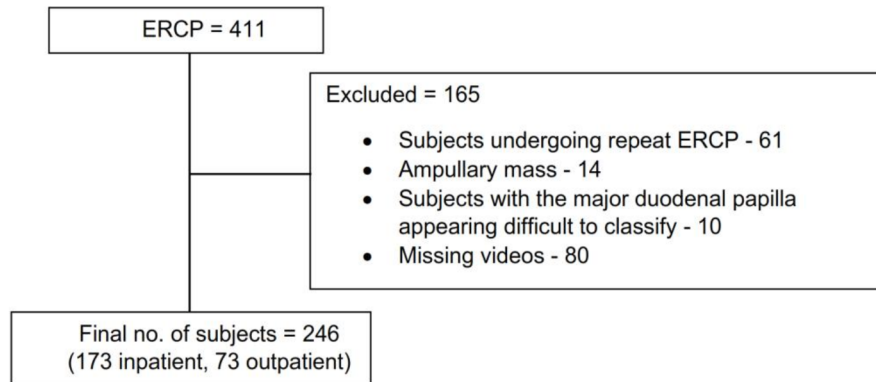 ERCP = 411
Excluded = 165
• Subjects undergoing repeat ERCP - 61
• Ampullary mass - 14
• Subjects with the major duodenal papilla
appearing difficult to classify - 10
• Missing videos - 80
Final no. of subjects = 246
(173 inpatient, 73 outpatient)